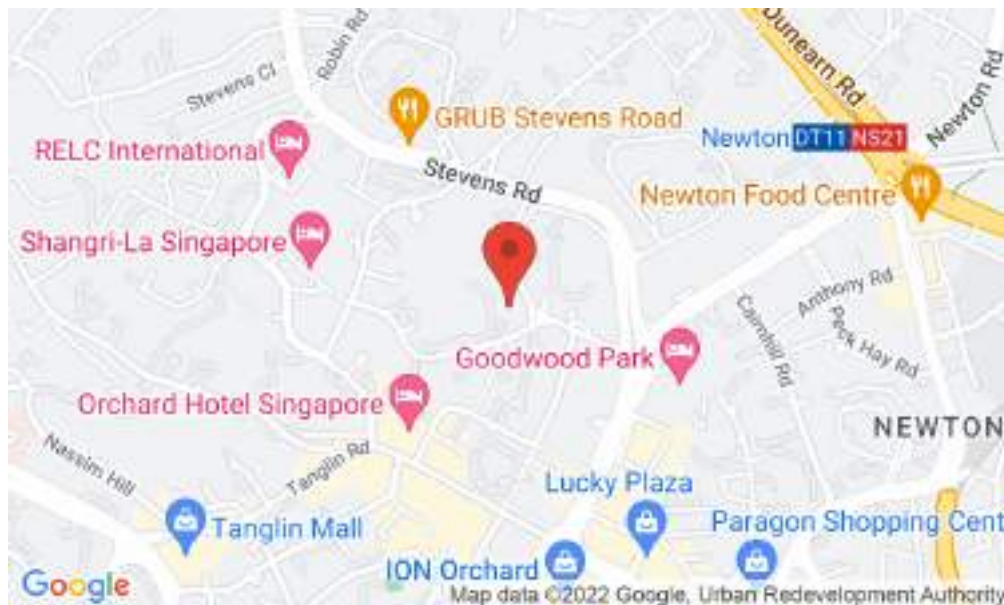 Dunearn Rd
Newton Rd
Robin Rd
Stevens Cl
GRUB Stevens Road
Newton DT11 NS21
RELC International
Stevens Rd
Newton Food Centre
Shangri-La Singapore
Anthony Rd
Cairnhill Rd
Peck Hay Rd
Goodwood Park
Orchard Hotel Singapore
NEWTON
Nassim Hill
Tanglin Rd
Lucky Plaza
Tanglin Mall
Paragon Shopping Cent
ION Orchard
Google
Map data ©2022 Google, Urban Redevelopment Authority